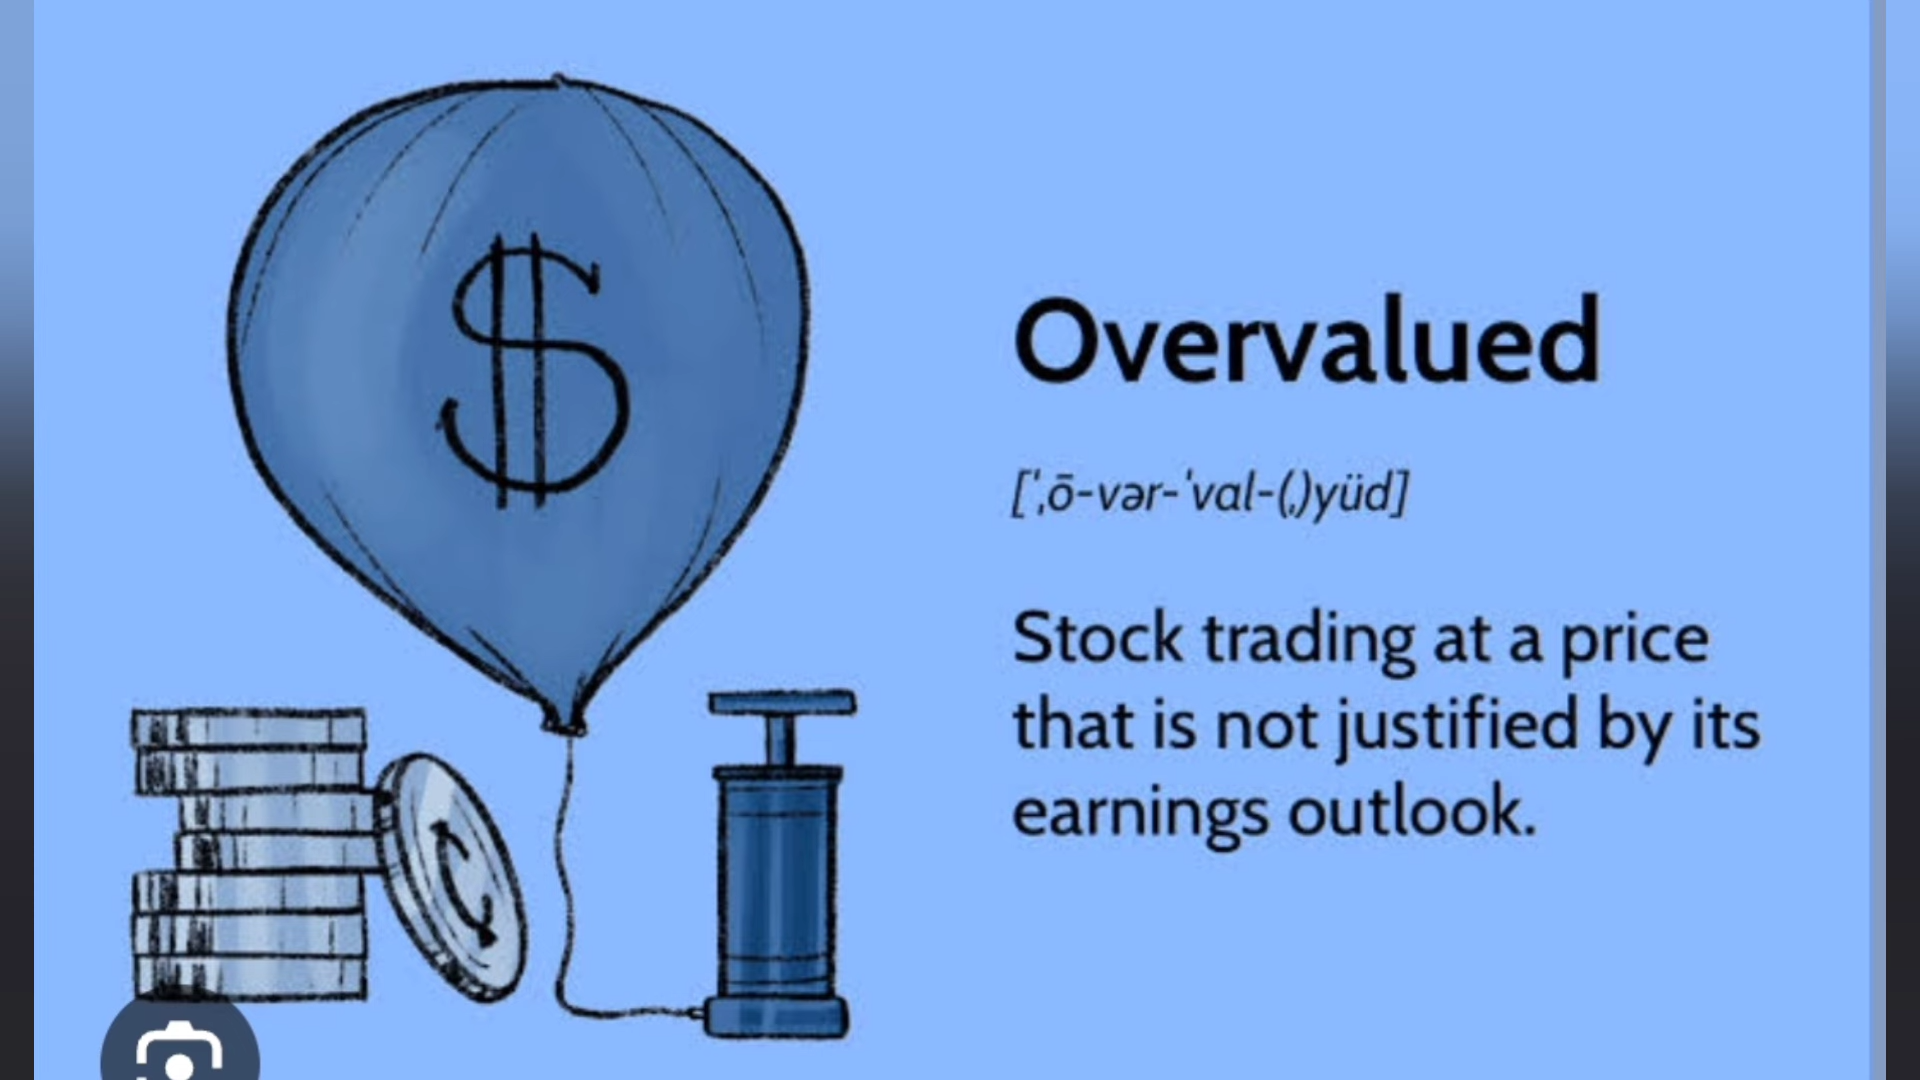 $
Overvalued
[ˈˌō-vər-ˈval-(ˌ)yüd]
Stock trading at a price
that is not justified by its
earnings outlook.